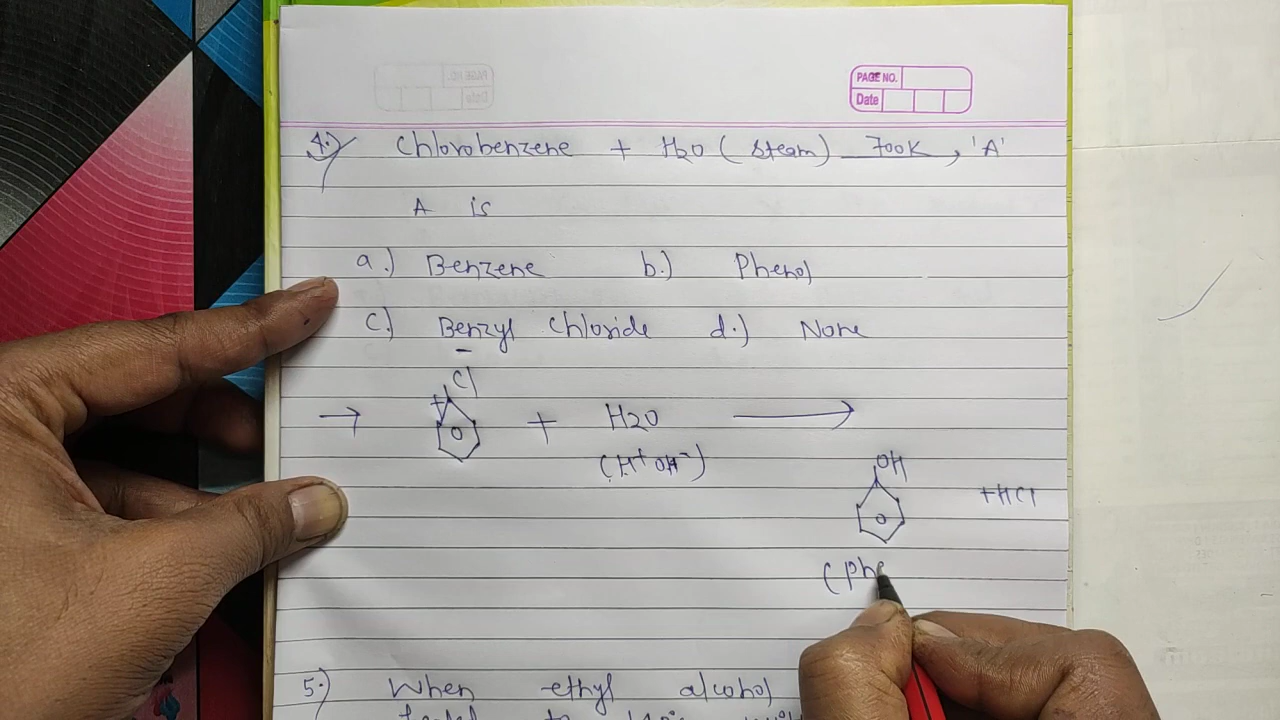 PAGE NO.
Date
4.) Chlorobenzene + H2O (steam) 700K, 'A'
A is
a.) Benzene b.) Phenol
c.) Benzyl chloride d.) None
→ + Cl + H2O →
(H+ OH-)
OH
+HCl
(Phe
5.) When ethyl alcohol